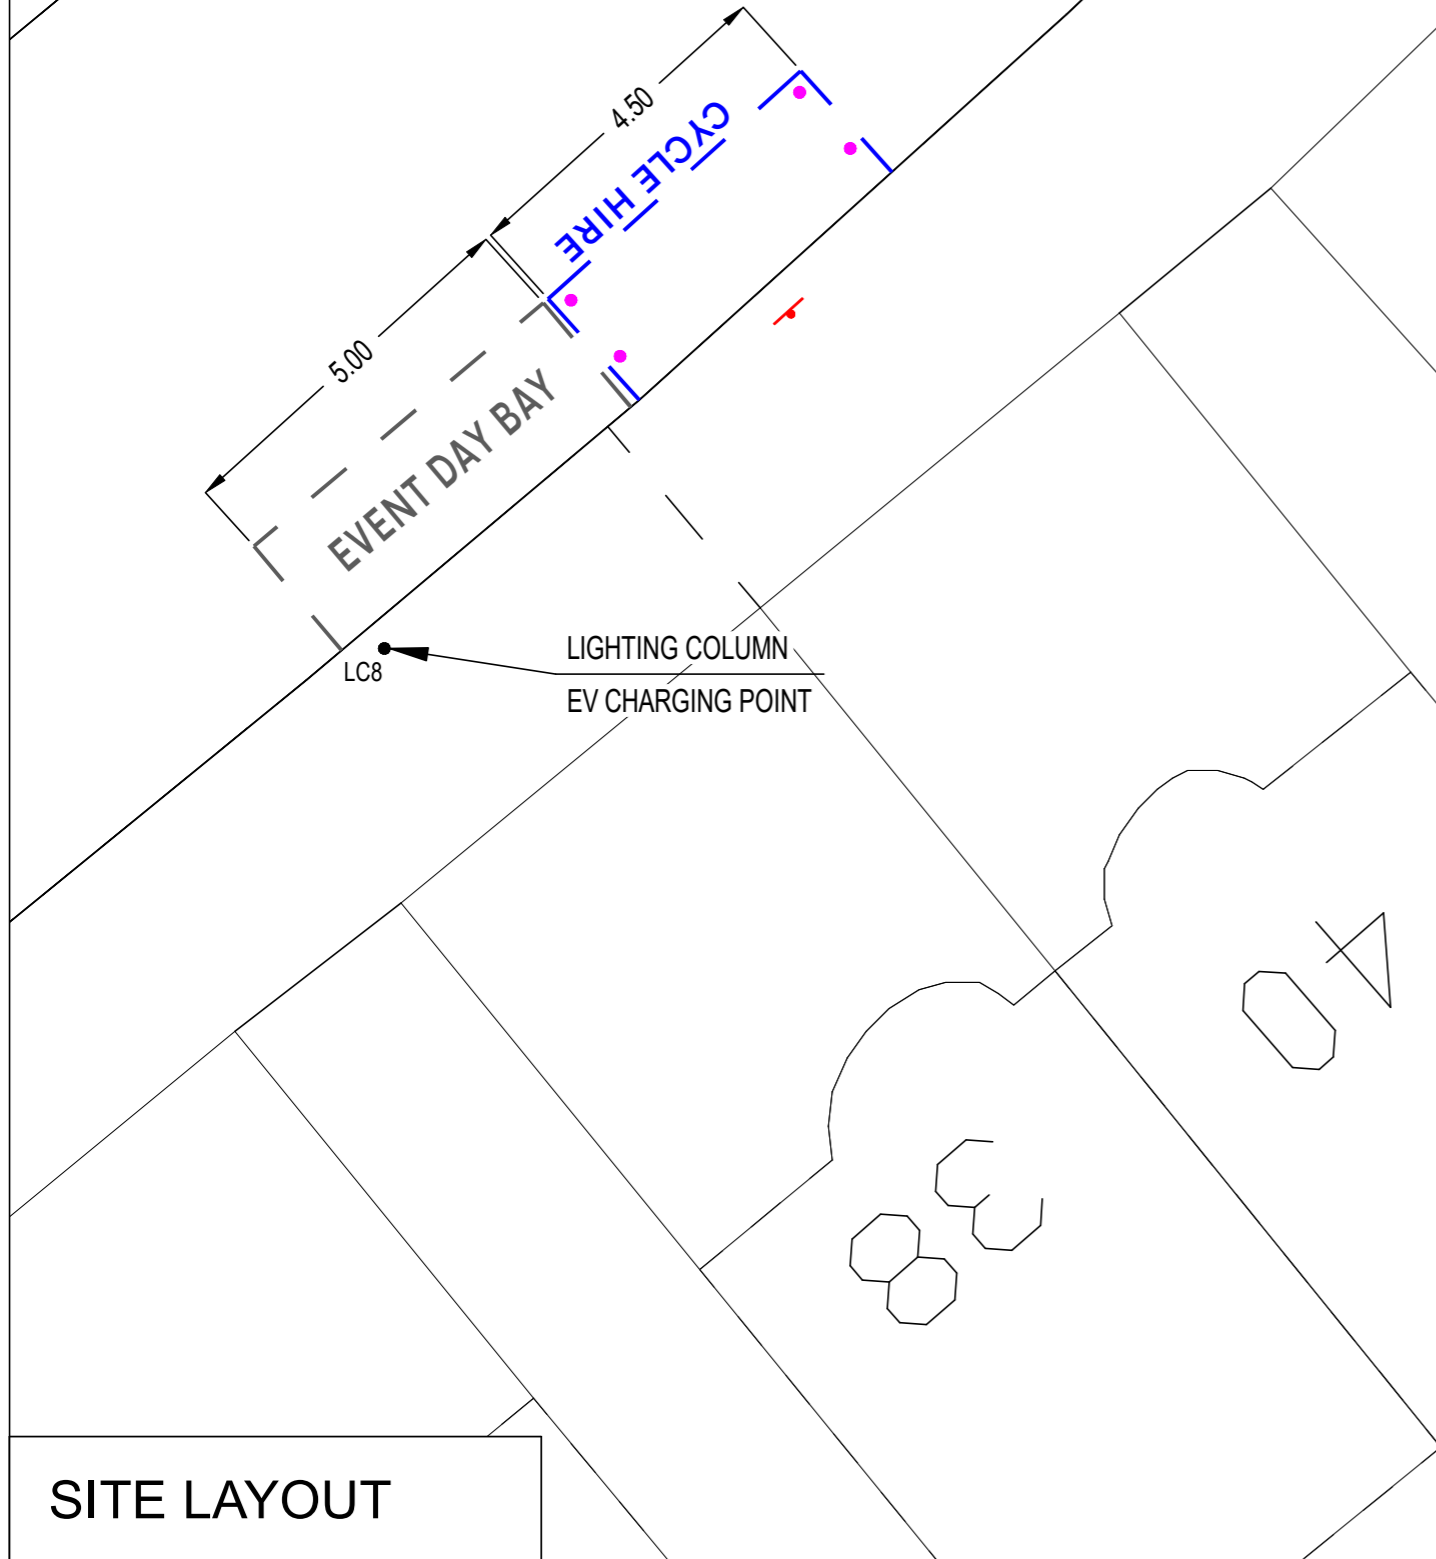 4.50
CYCLE HIRE
5.00
EVENT DAY BAY
LIGHTING COLUMN
LC8
EV CHARGING POINT
40
38
SITE LAYOUT